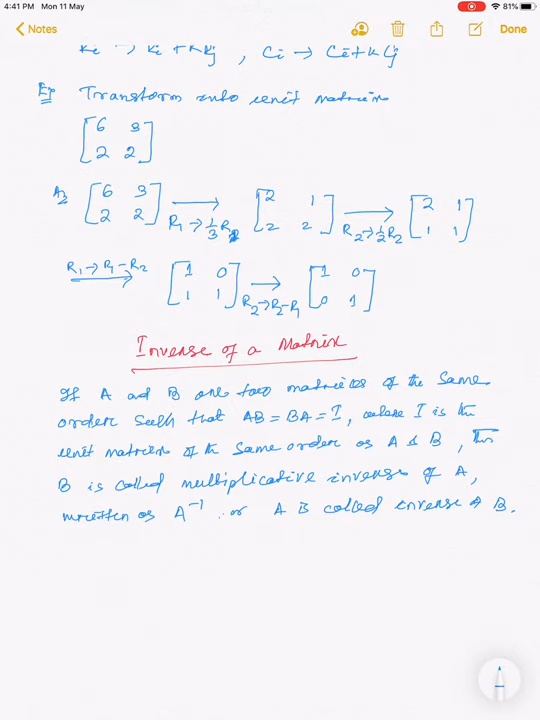 4:41 PM Mon 11 May 81%
Notes Done
Ri → Ri + k Rj , Ci → Ci + k Cj
Ex Transform into unit matrix
[6 3
2 2]
A: [6 3
2 2] R1 → 1/3 R1 [2 1
2 2] R2 → 1/2 R2 [2 1
1 1]
R1 → R1 - R2 [1 0
1 1] R2 → R2 - R1 [1 0
0 1]
Inverse of a Matrix
If A and B are two matrices of the same
order such that AB = BA = I, where I is the
unit matrix of the same order as A & B, then
B is called multiplicative inverse of A,
written as A⁻¹ or A is called inverse of B.